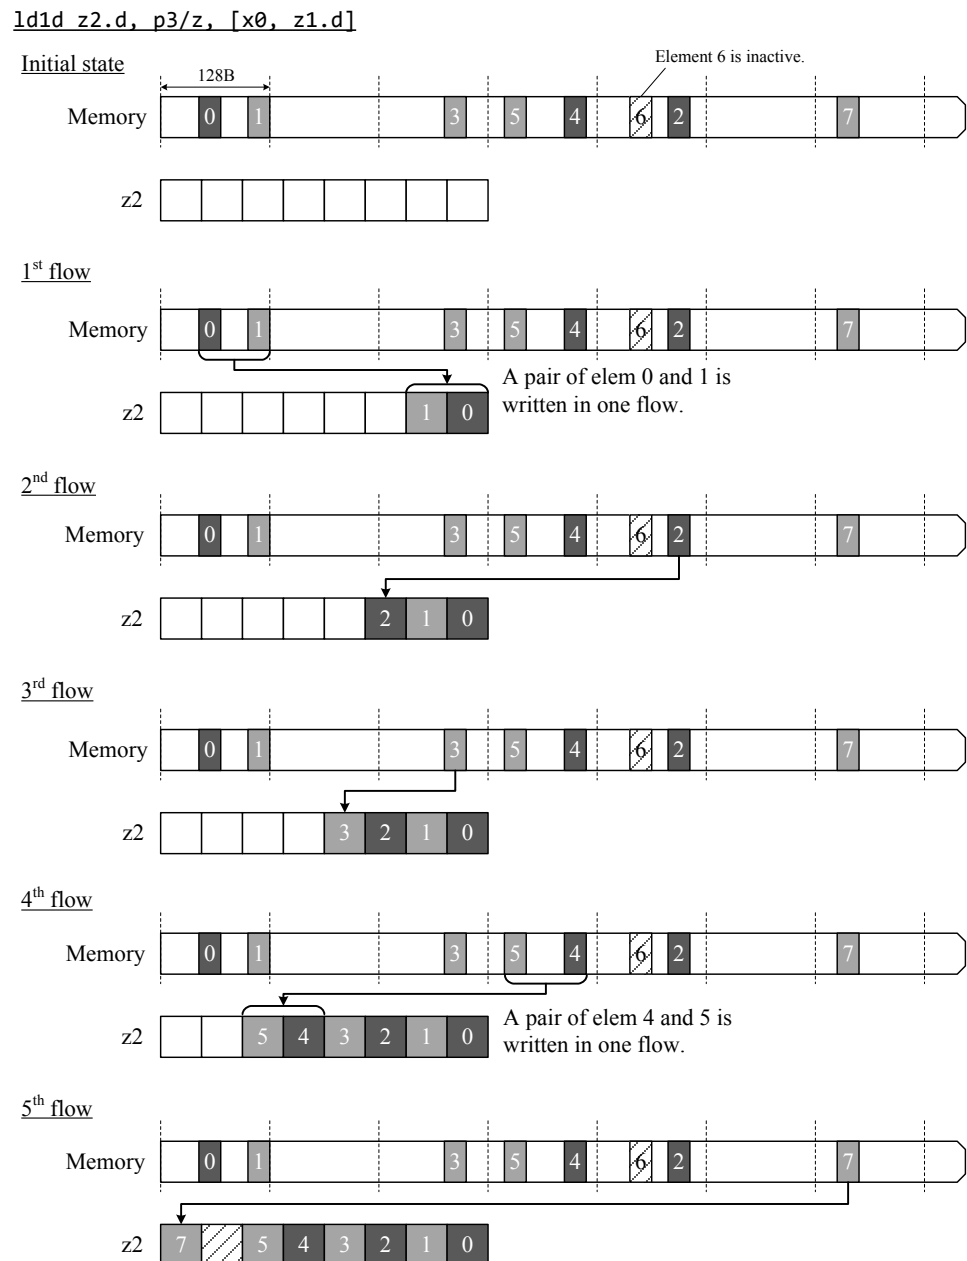 ld1d z2.d, p3/z, [x0, z1.d]
Initial state
Element 6 is inactive.
128B
Memory 0 1 3 5 4 6 2 7
z2
1st flow
Memory 0 1 3 5 4 6 2 7
A pair of elem 0 and 1 is
written in one flow.
z2 1 0
2nd flow
Memory 0 1 3 5 4 6 2 7
z2 2 1 0
3rd flow
Memory 0 1 3 5 4 6 2 7
z2 3 2 1 0
4th flow
Memory 0 1 3 5 4 6 2 7
A pair of elem 4 and 5 is
written in one flow.
z2 5 4 3 2 1 0
5th flow
Memory 0 1 3 5 4 6 2 7
z2 7 5 4 3 2 1 0